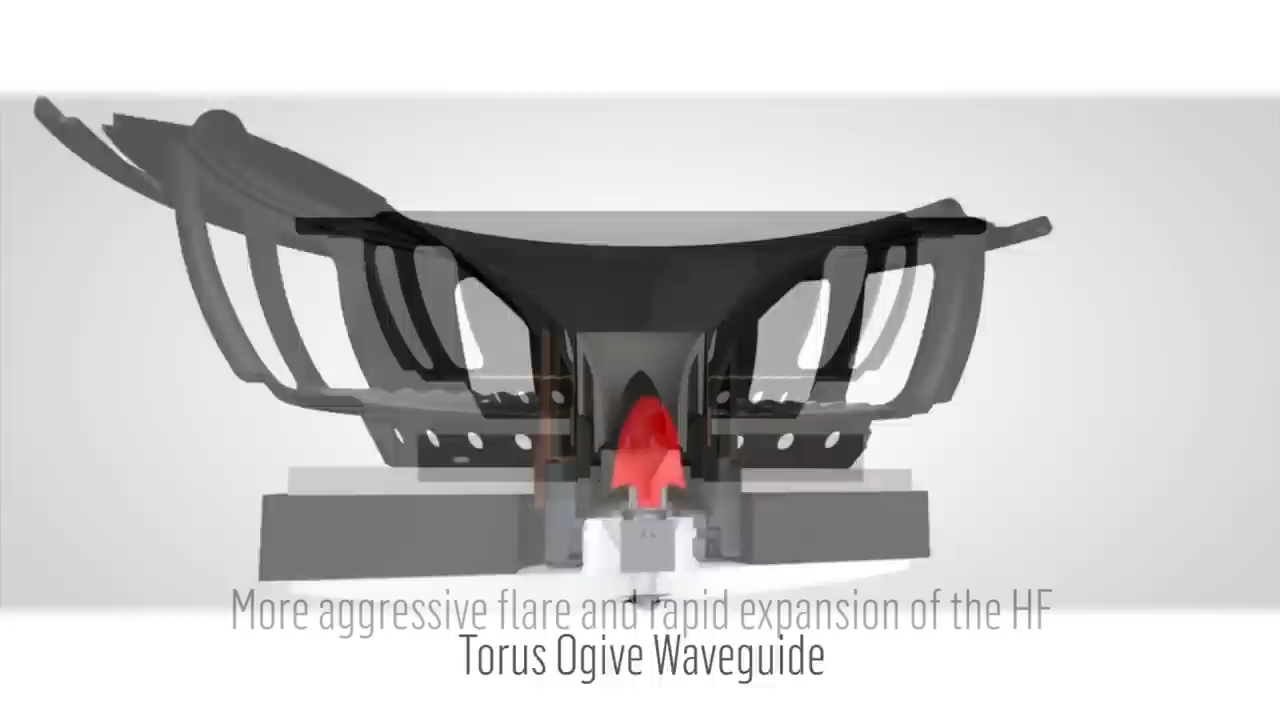 More aggressive flare and rapid expansion of the HF
Torus Ogive Waveguide